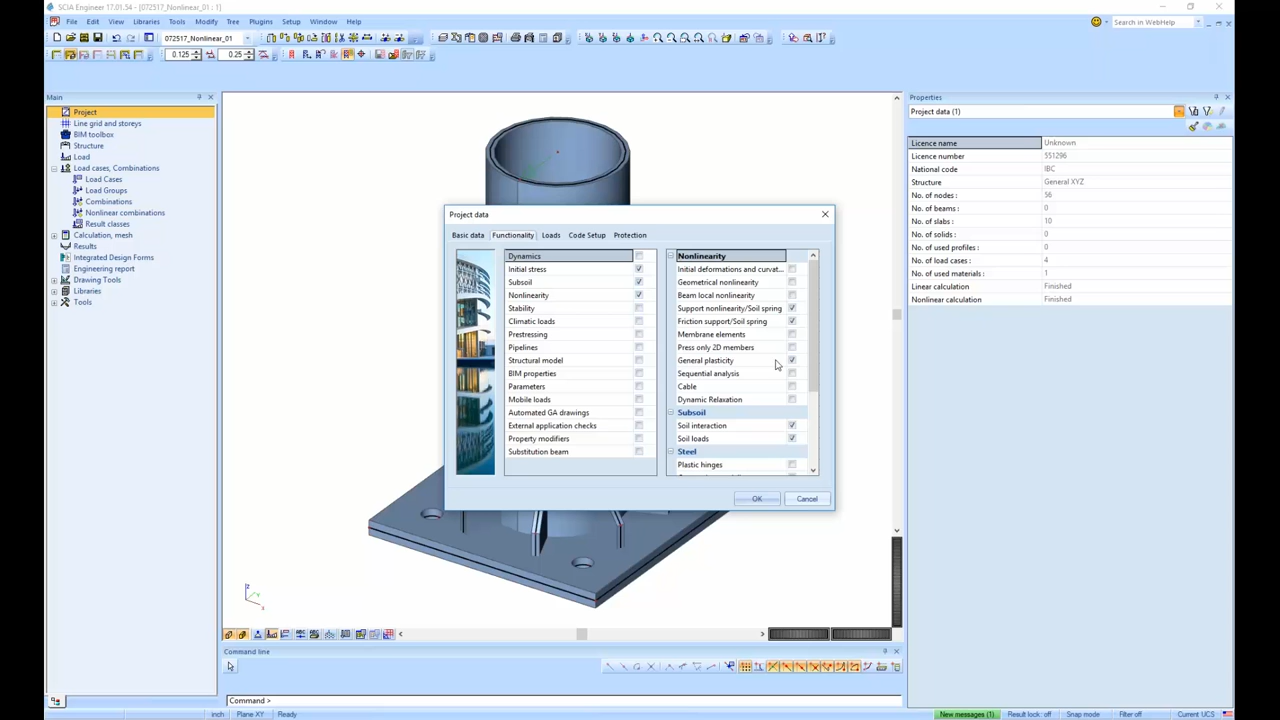 SCIA Engineer 17.01.54 - [072517_Nonlinear_01 : 1]
File Edit View Libraries Tools Modify Tree Plugins Setup Window Help
Search in WebHelp
072517_Nonlinear_01
0.125 0.25
Main
Project
Line grid and storeys
BIM toolbox
Structure
Load
Load cases, Combinations
Load Cases
Load Groups
Combinations
Nonlinear combinations
Result classes
Calculation, mesh
Results
Integrated Design Forms
Engineering report
Drawing Tools
Libraries
Tools
Project data
Basic data Functionality Loads Code Setup Protection
Dynamics
Initial stress
Subsoil
Nonlinearity
Stability
Climatic loads
Prestressing
Pipelines
Structural model
BIM properties
Parameters
Mobile loads
Automated GA drawings
External application checks
Property modifiers
Substitution beam
Nonlinearity
Initial deformations and curvat...
Geometrical nonlinearity
Beam local nonlinearity
Support nonlinearity/Soil spring
Friction support/Soil spring
Membrane elements
Press only 2D members
General plasticity
Sequential analysis
Cable
Dynamic Relaxation
Subsoil
Soil interaction
Soil loads
Steel
Plastic hinges
OK Cancel
Properties
Project data (1)
Licence name Unknown
Licence number 551296
National code IBC
Structure General XYZ
No. of nodes : 56
No. of beams : 0
No. of slabs : 10
No. of solids : 0
No. of used profiles : 0
No. of load cases : 4
No. of used materials : 1
Linear calculation Finished
Nonlinear calculation Finished
z
Y
x
Command line
Command >
inch Plane XY Ready
New messages (1) Result lock: off Snap mode Filter off Current UCS